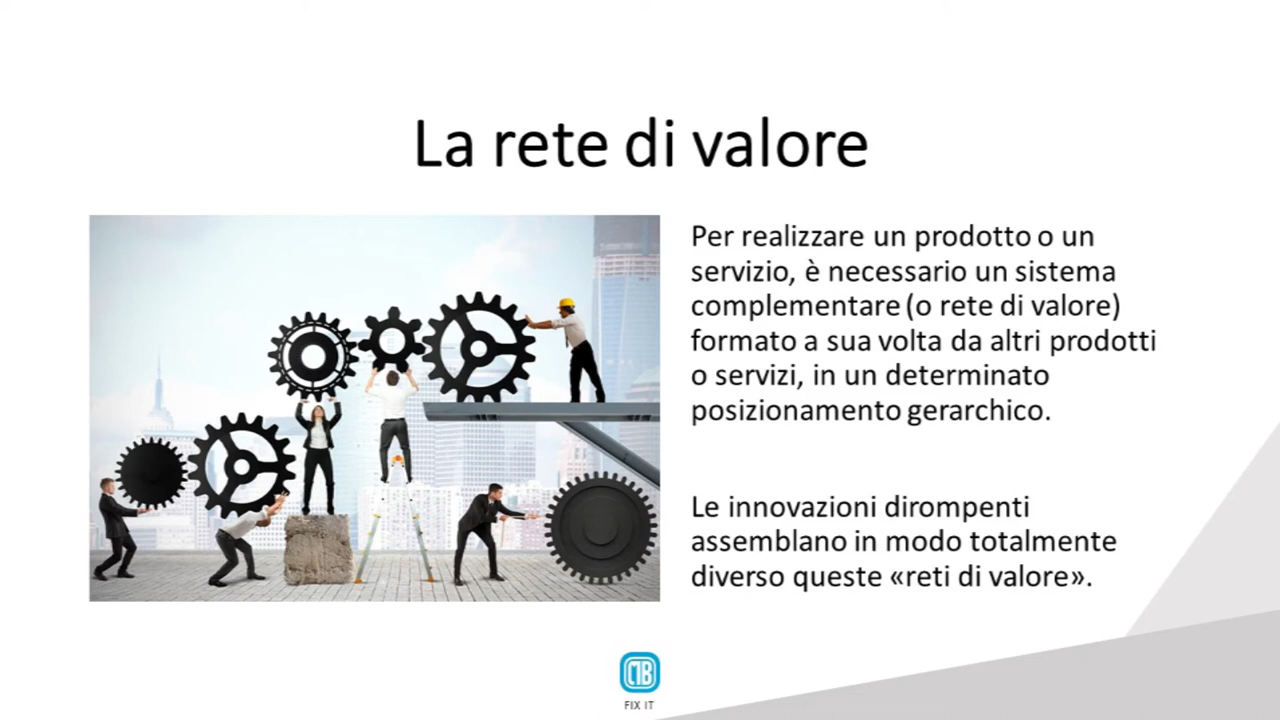 La rete di valore
Per realizzare un prodotto o un
servizio, è necessario un sistema
complementare (o rete di valore)
formato a sua volta da altri prodotti
o servizi, in un determinato
posizionamento gerarchico.
Le innovazioni dirompenti
assemblano in modo totalmente
diverso queste «reti di valore».
MB
FIX IT